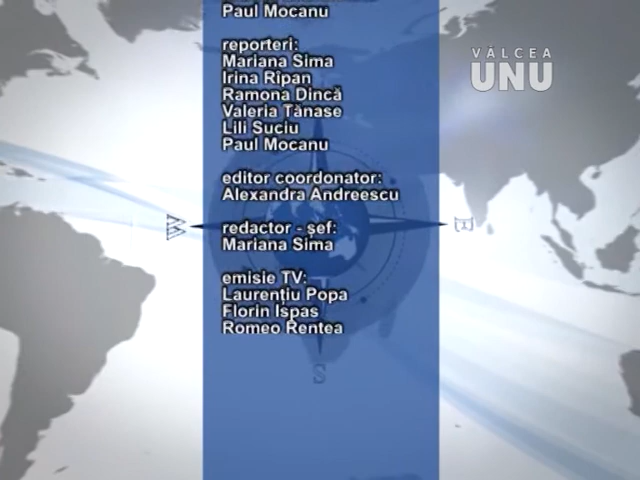 Paul Mocanu
reporteri:
Mariana Sima
Irina Rîpan
Ramona Dincă
Valeria Tănase
Lili Suciu
Paul Mocanu
editor coordonator:
Alexandra Andreescu
redactor - șef:
Mariana Sima
emisie TV:
Laurențiu Popa
Florin Ispas
Romeo Rentea
VÂLCEA
UNU
W
E
S